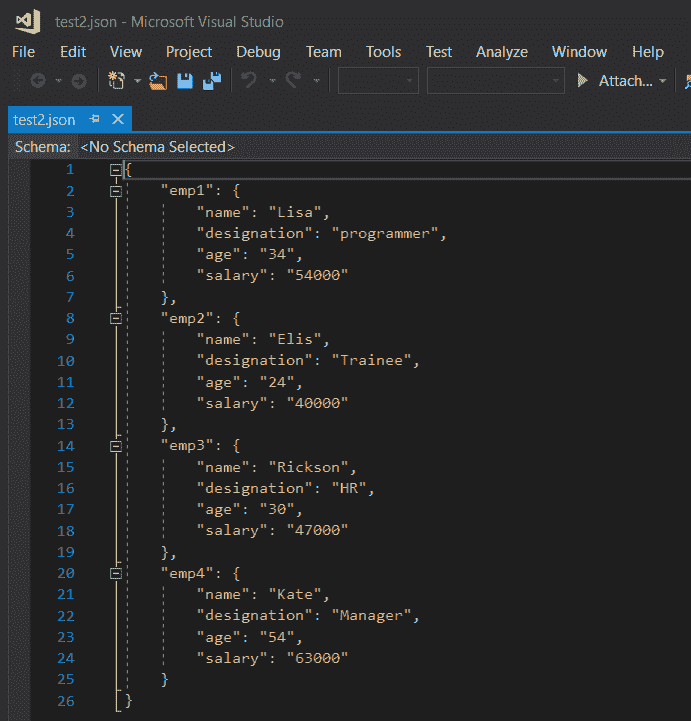 test2.json - Microsoft Visual Studio
File Edit View Project Debug Team Tools Test Analyze Window Help
Attach...
test2.json
Schema: <No Schema Selected>
1 {
2 "emp1": {
3 "name": "Lisa",
4 "designation": "programmer",
5 "age": "34",
6 "salary": "54000"
7 },
8 "emp2": {
9 "name": "Elis",
10 "designation": "Trainee",
11 "age": "24",
12 "salary": "40000"
13 },
14 "emp3": {
15 "name": "Rickson",
16 "designation": "HR",
17 "age": "30",
18 "salary": "47000"
19 },
20 "emp4": {
21 "name": "Kate",
22 "designation": "Manager",
23 "age": "54",
24 "salary": "63000"
25 }
26 }